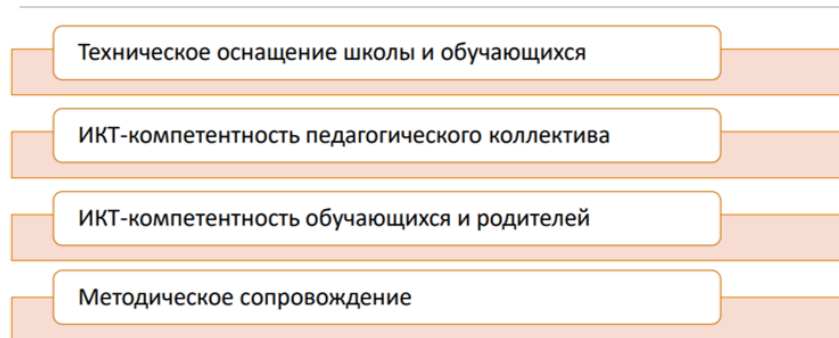 Техническое оснащение школы и обучающихся
ИКТ-компетентность педагогического коллектива
ИКТ-компетентность обучающихся и родителей
Методическое сопровождение